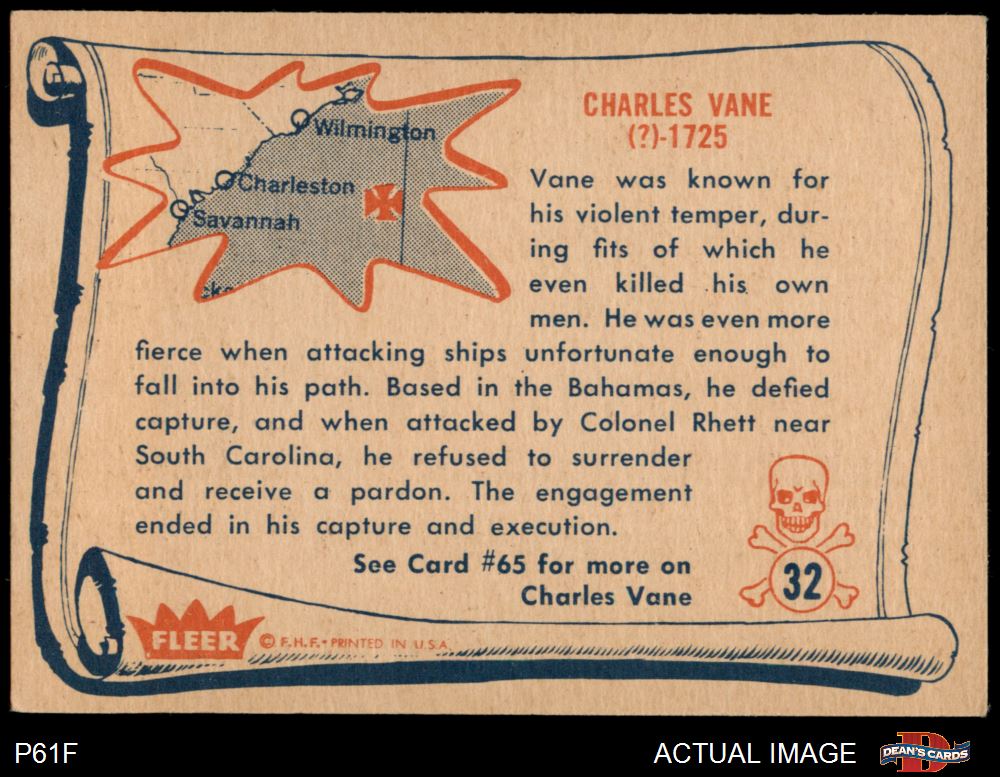 Wilmington
Charleston
Savannah
CHARLES VANE
(?)-1725
Vane was known for
his violent temper, dur-
ing fits of which he
even killed his own
men. He was even more
fierce when attacking ships unfortunate enough to
fall into his path. Based in the Bahamas, he defied
capture, and when attacked by Colonel Rhett near
South Carolina, he refused to surrender
and receive a pardon. The engagement
ended in his capture and execution.
See Card #65 for more on
Charles Vane
32
FLEER
© F.H.F. • PRINTED IN U.S.A.
P61F
ACTUAL IMAGE
DEAN'S CARDS